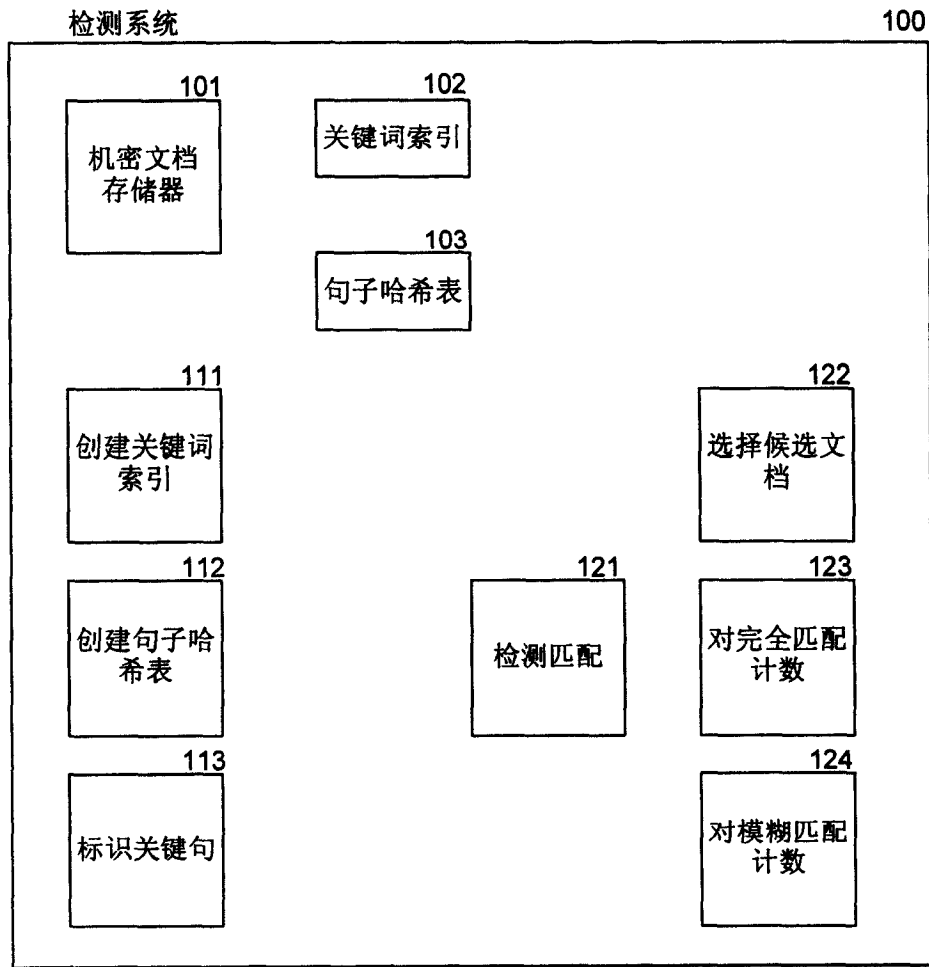 检测系统
100
101
机密文档
存储器
102
关键词索引
103
句子哈希表
111
创建关键词
索引
122
选择候选文
档
112
创建句子哈
希表
121
检测匹配
123
对完全匹配
计数
113
标识关键句
124
对模糊匹配
计数